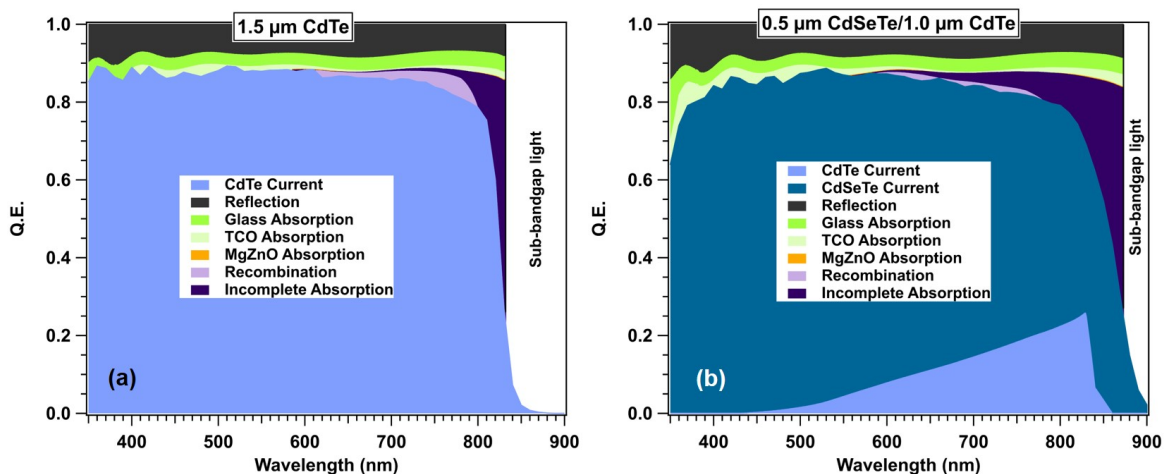 1.5 µm CdTe
1.0
0.8
0.6
0.4
0.2
0.0
Q.E.
CdTe Current
Reflection
Glass Absorption
TCO Absorption
MgZnO Absorption
Recombination
Incomplete Absorption
Sub-bandgap light
(a)
400 500 600 700 800 900
Wavelength (nm)
0.5 µm CdSeTe/1.0 µm CdTe
1.0
0.8
0.6
0.4
0.2
0.0
Q.E.
CdTe Current
CdSeTe Current
Reflection
Glass Absorption
TCO Absorption
MgZnO Absorption
Recombination
Incomplete Absorption
Sub-bandgap light
(b)
400 500 600 700 800 900
Wavelength (nm)